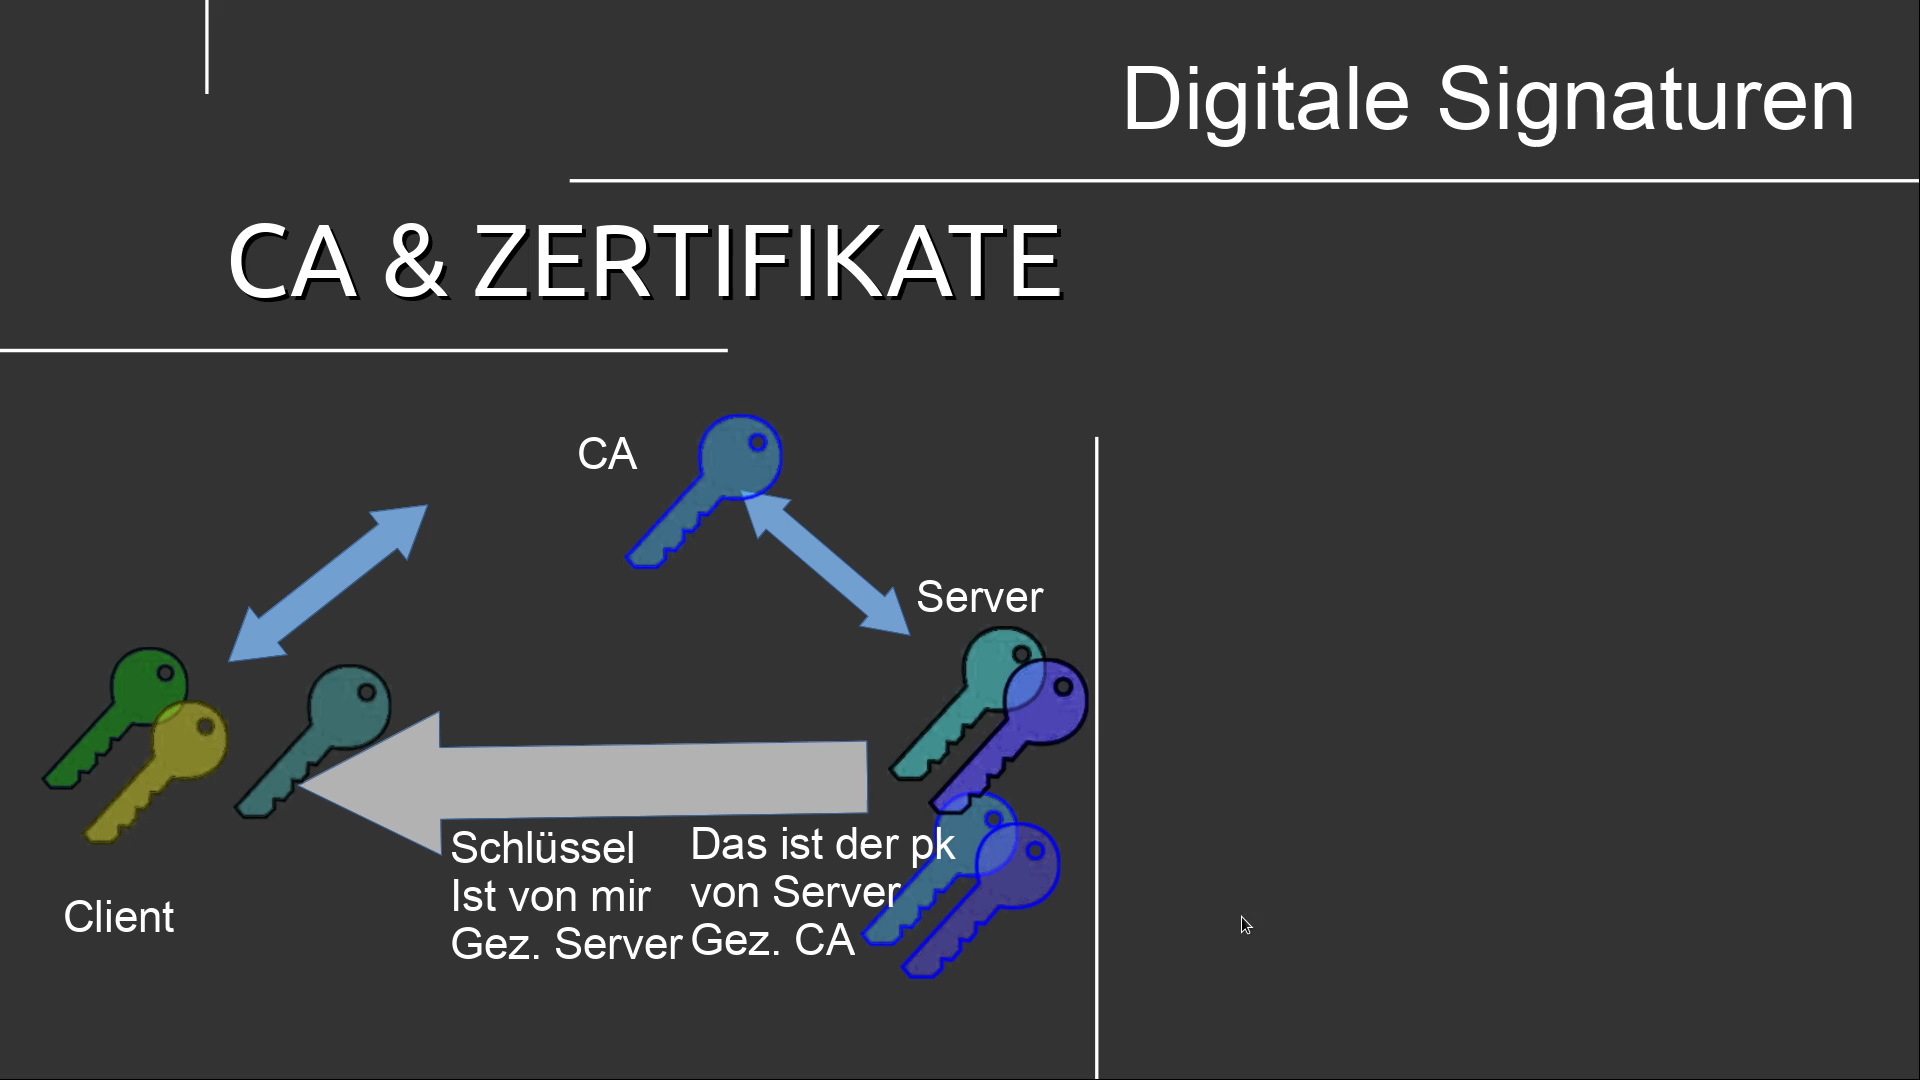 Digitale Signaturen
CA & ZERTIFIKATE
CA
Server
Schlüssel
Ist von mir
Gez. Server
Das ist der pk
von Server
Gez. CA
Client